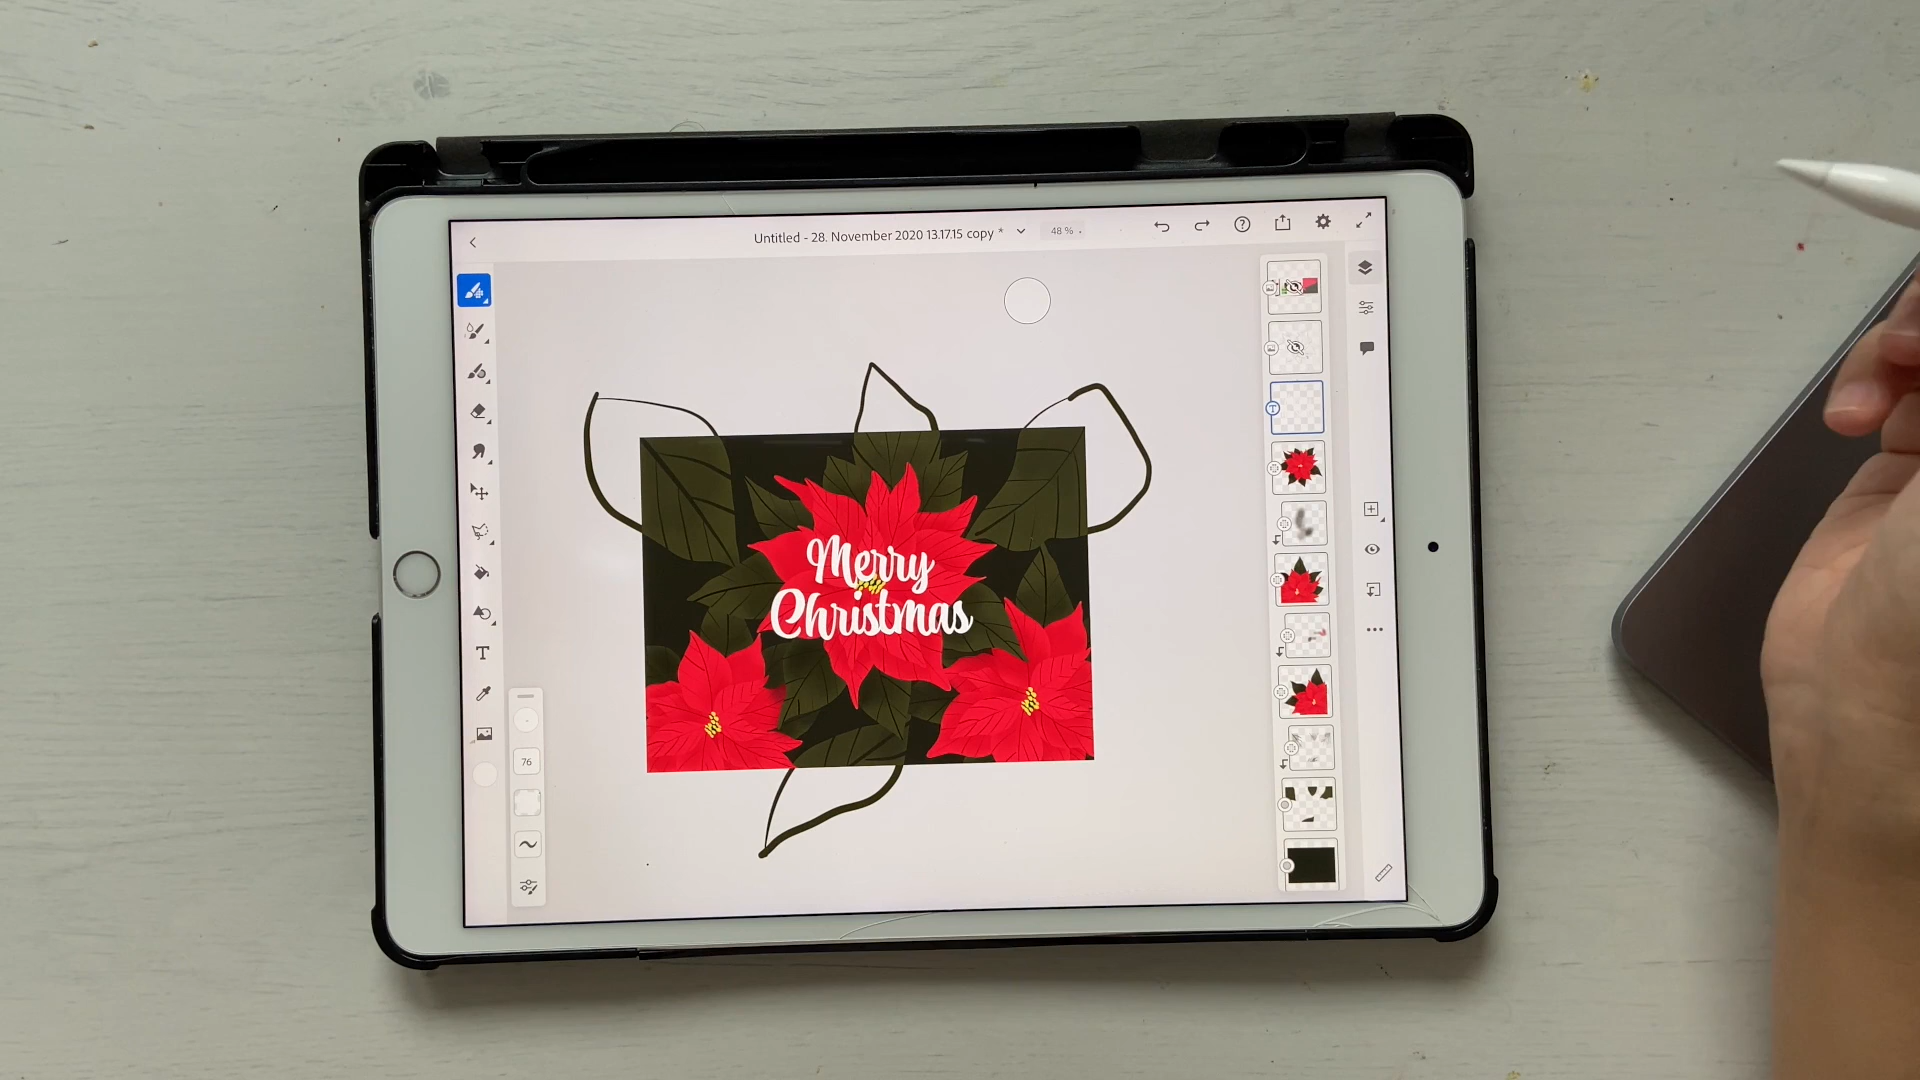 Untitled - 28. November 2020 13.17.15 copy *
48 %
?
T
T
Merry
Christmas
76